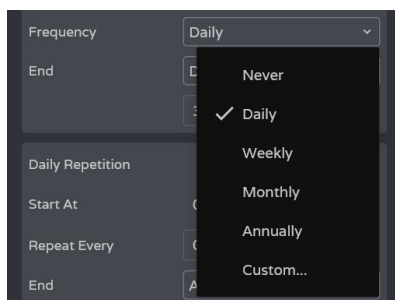 Frequency
Daily
End
D
Never
Daily
Weekly
Daily Repetition
Monthly
Start At
Annually
Repeat Every
Custom...
End
A